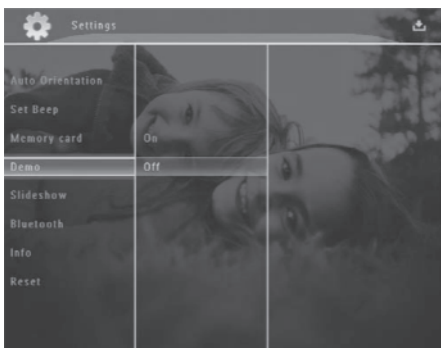 Settings
Auto Orientation
Set Beep
Memory card
On
Demo
Off
Slideshow
Bluetooth
Info
Reset